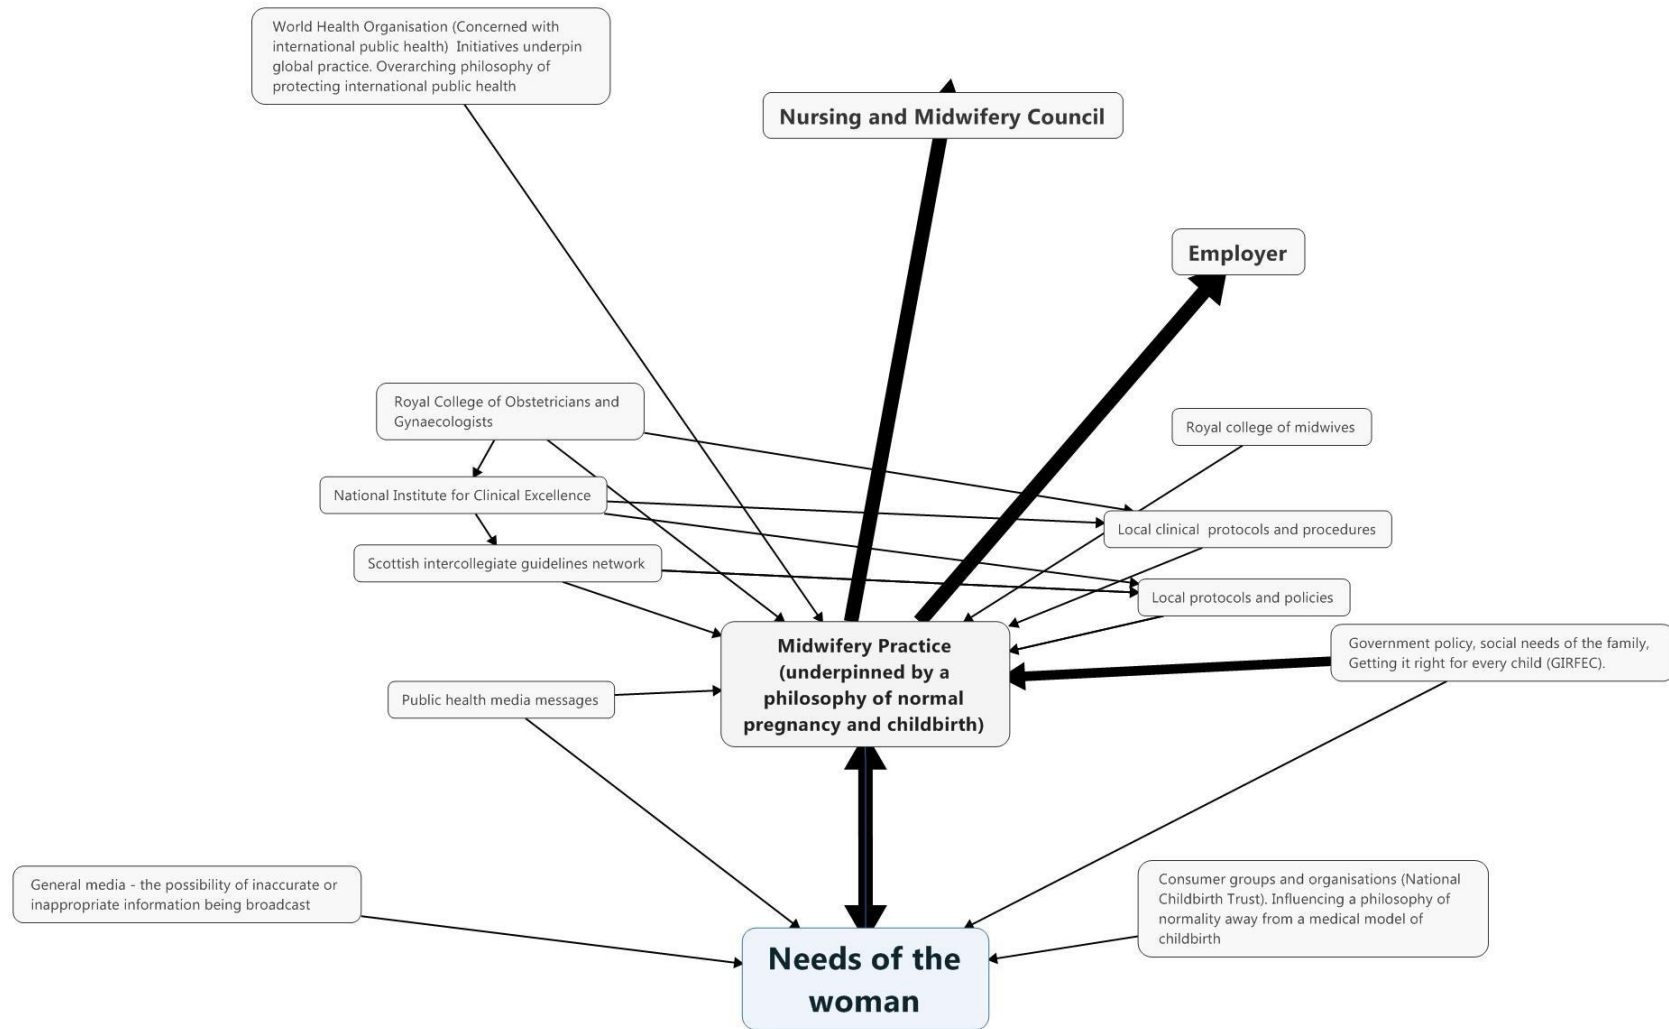 World Health Organisation (Concerned with
international public health)  Initiatives underpin
global practice. Overarching philosophy of
protecting international public health
Nursing and Midwifery Council
Employer
Royal College of Obstetricians and
Gynaecologists
Royal college of midwives
National Institute for Clinical Excellence
Local clinical  protocols and procedures
Scottish intercollegiate guidelines network
Local protocols and policies
Midwifery Practice
(underpinned by a
philosophy of normal
pregnancy and childbirth)
Government policy, social needs of the family,
Getting it right for every child (GIRFEC).
Public health media messages
General media - the possibility of inaccurate or
inappropriate information being broadcast
Consumer groups and organisations (National
Childbirth Trust). Influencing a philosophy of
normality away from a medical model of
childbirth
Needs of the
woman